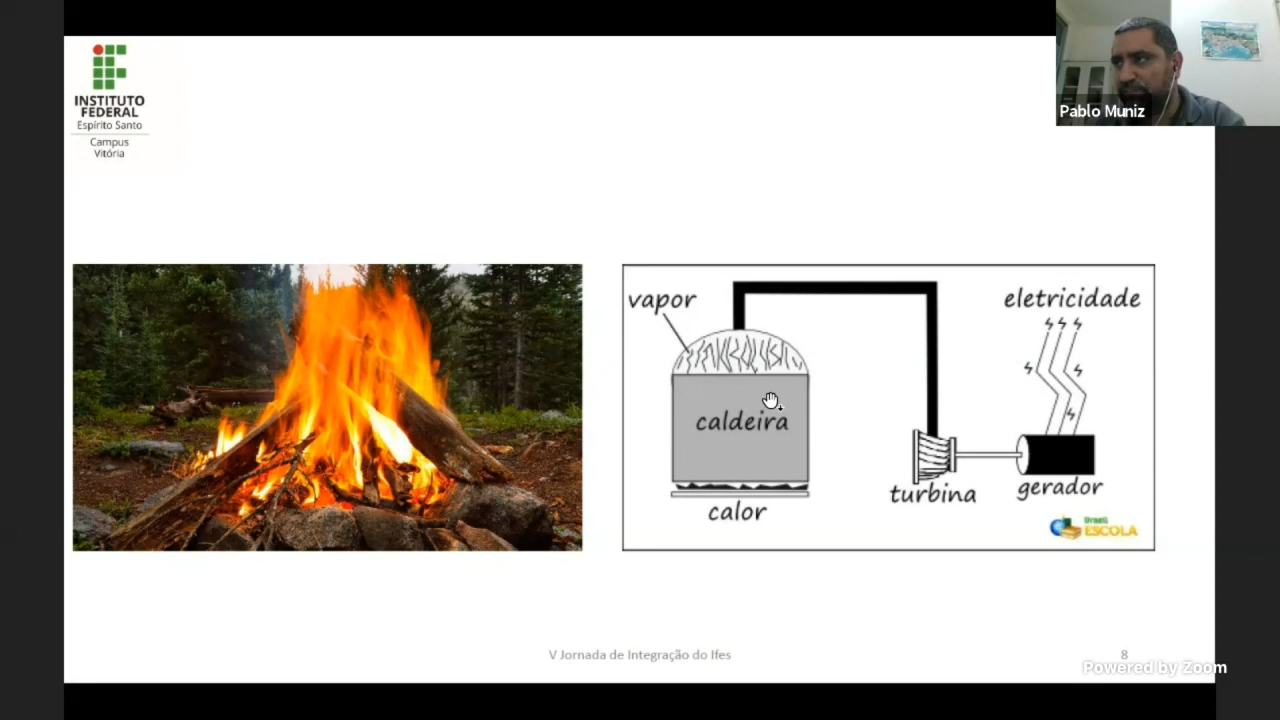 INSTITUTO
FEDERAL
Espírito Santo
Campus
Vitória
Pablo Muniz
vapor
eletricidade
caldeira
turbina
gerador
calor
Brasil
ESCOLA
V Jornada de Integração do Ifes
8
Powered by Zoom